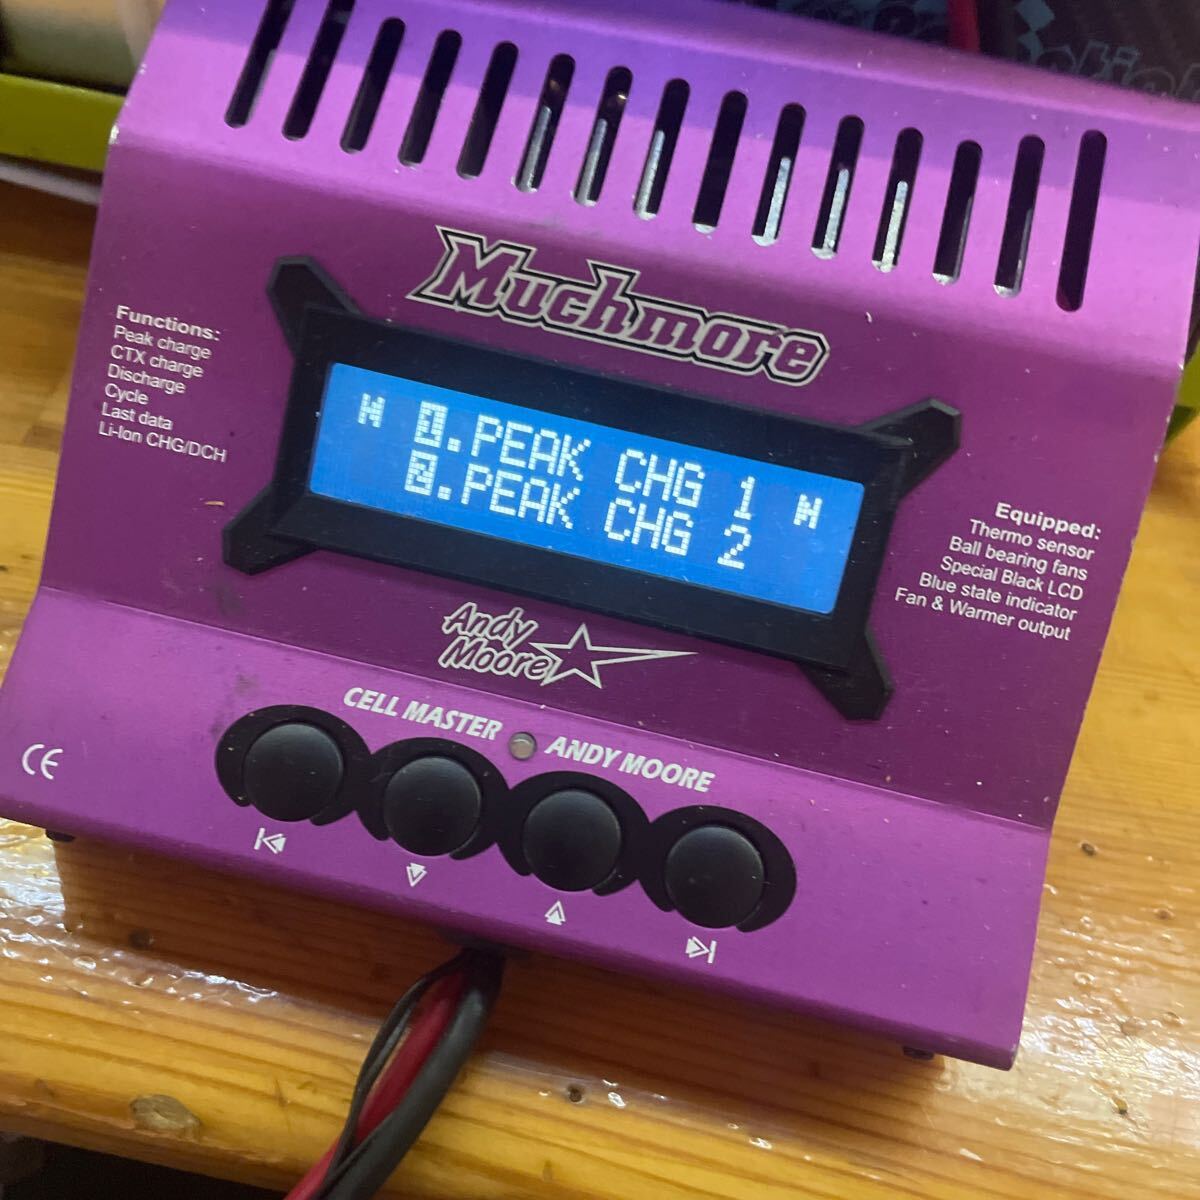 Muchmore
Functions:
Peak charge
CTX charge
Discharge
Cycle
Last data
Li-Ion CHG/DCH
.PEAK CHG 1
.PEAK CHG 2
Equipped:
Thermo sensor
Ball bearing fans
Special Black LCD
Blue state indicator
Fan & Warmer output
Andy
Moore
CELL MASTER ANDY MOORE
CE